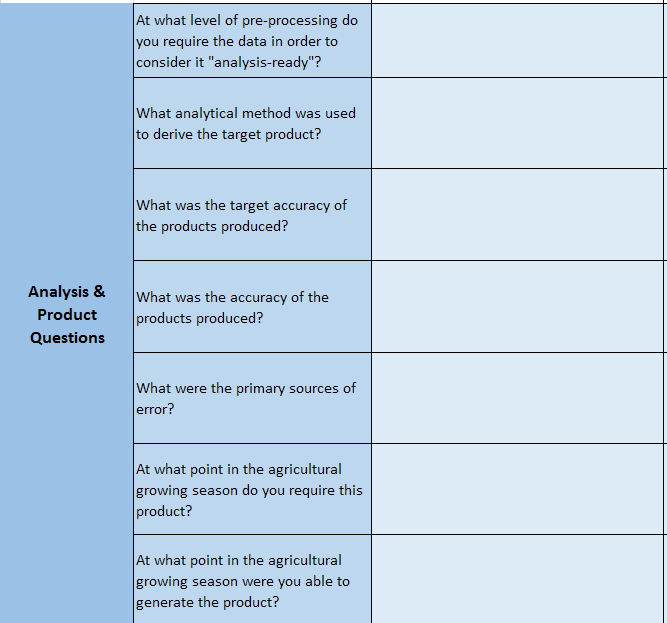 At what level of pre-processing do
you require the data in order to
consider it "analysis-ready"?
What analytical method was used
to derive the target product?
What was the target accuracy of
the products produced?
Analysis &
Product
Questions
What was the accuracy of the
products produced?
What were the primary sources of
error?
At what point in the agricultural
growing season do you require this
product?
At what point in the agricultural
growing season were you able to
generate the product?